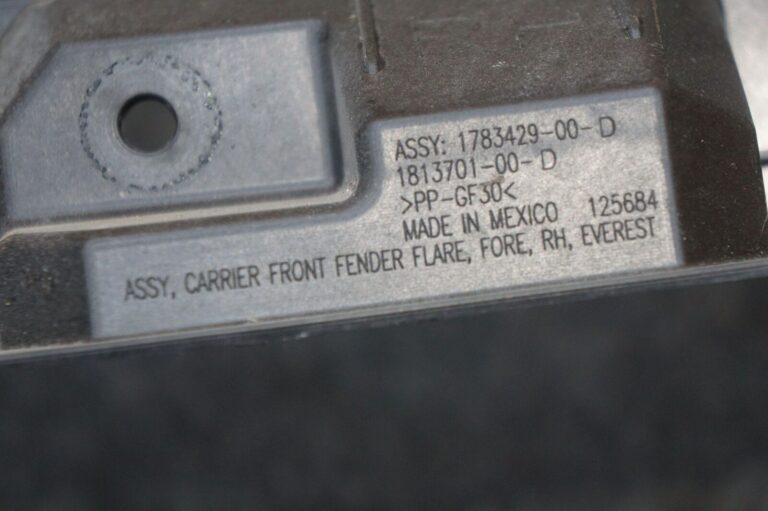 ASSY: 1783429-00-D
1813701-00-D
>PP-GF30<
MADE IN MEXICO 125684
ASSY, CARRIER FRONT FENDER FLARE, FORE, RH, EVEREST